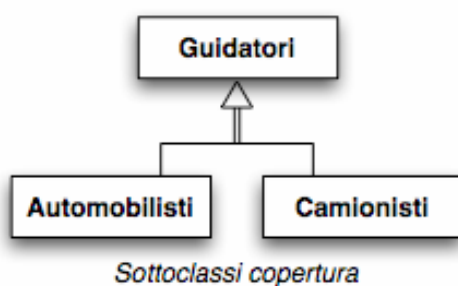 Guidatori
Automobilisti
Camionisti
Sottoclassi copertura